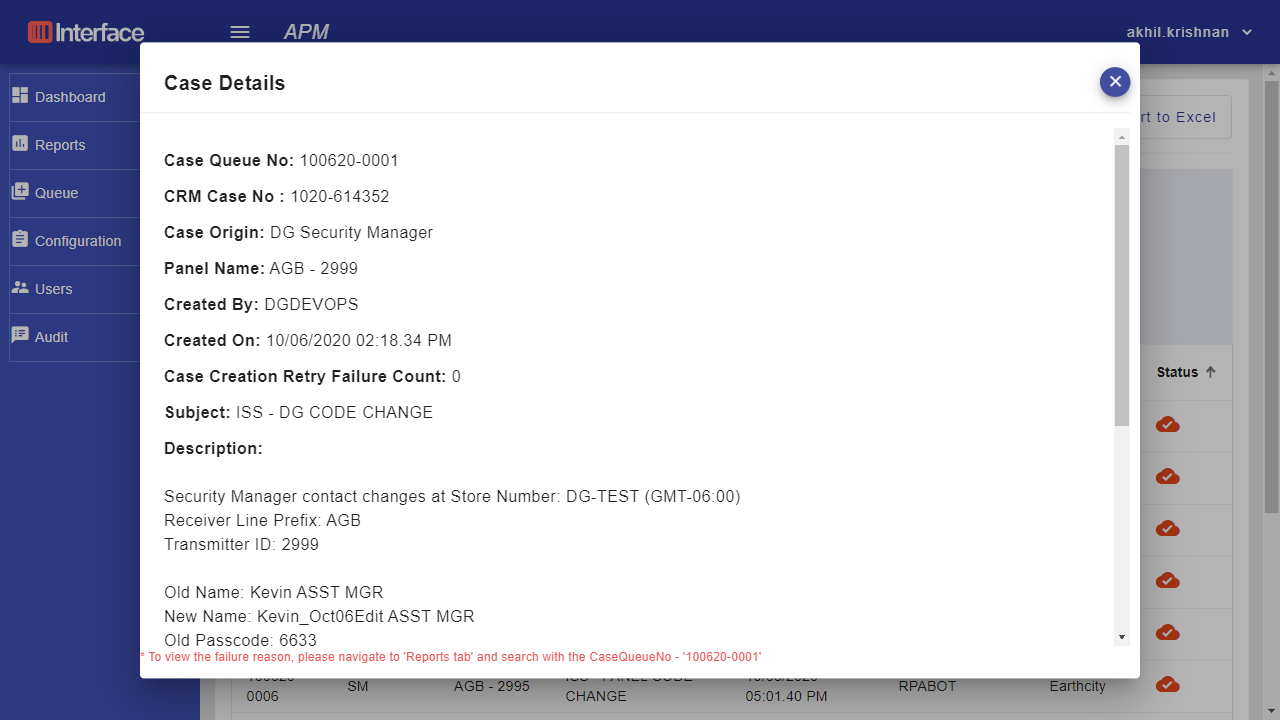 Interface
APM
akhil.krishnan
Case Details
Dashboard
Reports
Queue
Configuration
Users
Audit
rt to Excel
Case Queue No: 100620-0001
CRM Case No : 1020-614352
Case Origin: DG Security Manager
Panel Name: AGB - 2999
Created By: DGDEVOPS
Created On: 10/06/2020 02:18.34 PM
Case Creation Retry Failure Count: 0
Subject: ISS - DG CODE CHANGE
Description:
Security Manager contact changes at Store Number: DG-TEST (GMT-06:00)
Receiver Line Prefix: AGB
Transmitter ID: 2999
Old Name: Kevin ASST MGR
New Name: Kevin_Oct06Edit ASST MGR
Old Passcode: 6633
* To view the failure reason, please navigate to 'Reports tab' and search with the CaseQueueNo - '100620-0001'
Status
0006
SM
AGB - 2995
CHANGE
05:01.40 PM
RPABOT
Earthcity